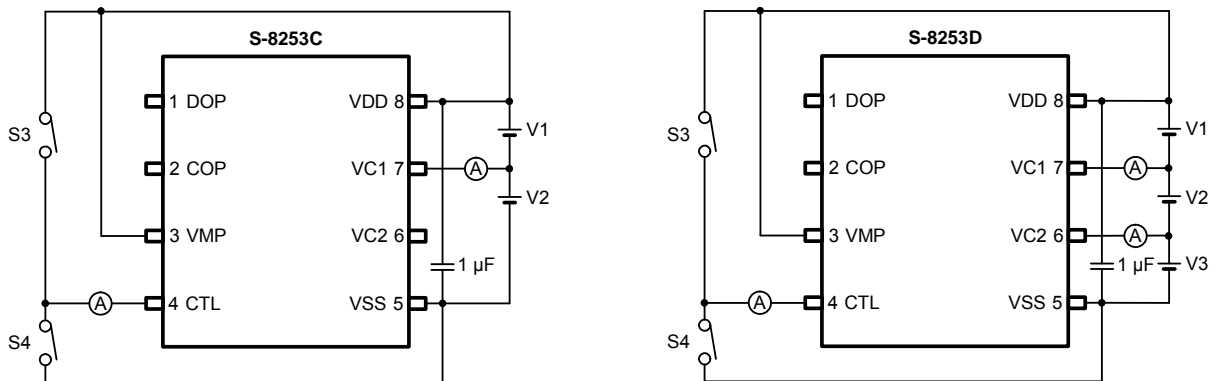 S-8253C
1 DOP
VDD 8
S3
V1
2 COP
VC1 7
A
V2
3 VMP
VC2 6
1 µF
A
4 CTL
VSS 5
S4
S-8253D
1 DOP
VDD 8
S3
V1
2 COP
VC1 7
A
V2
3 VMP
VC2 6
A
1 µF
V3
A
4 CTL
VSS 5
S4